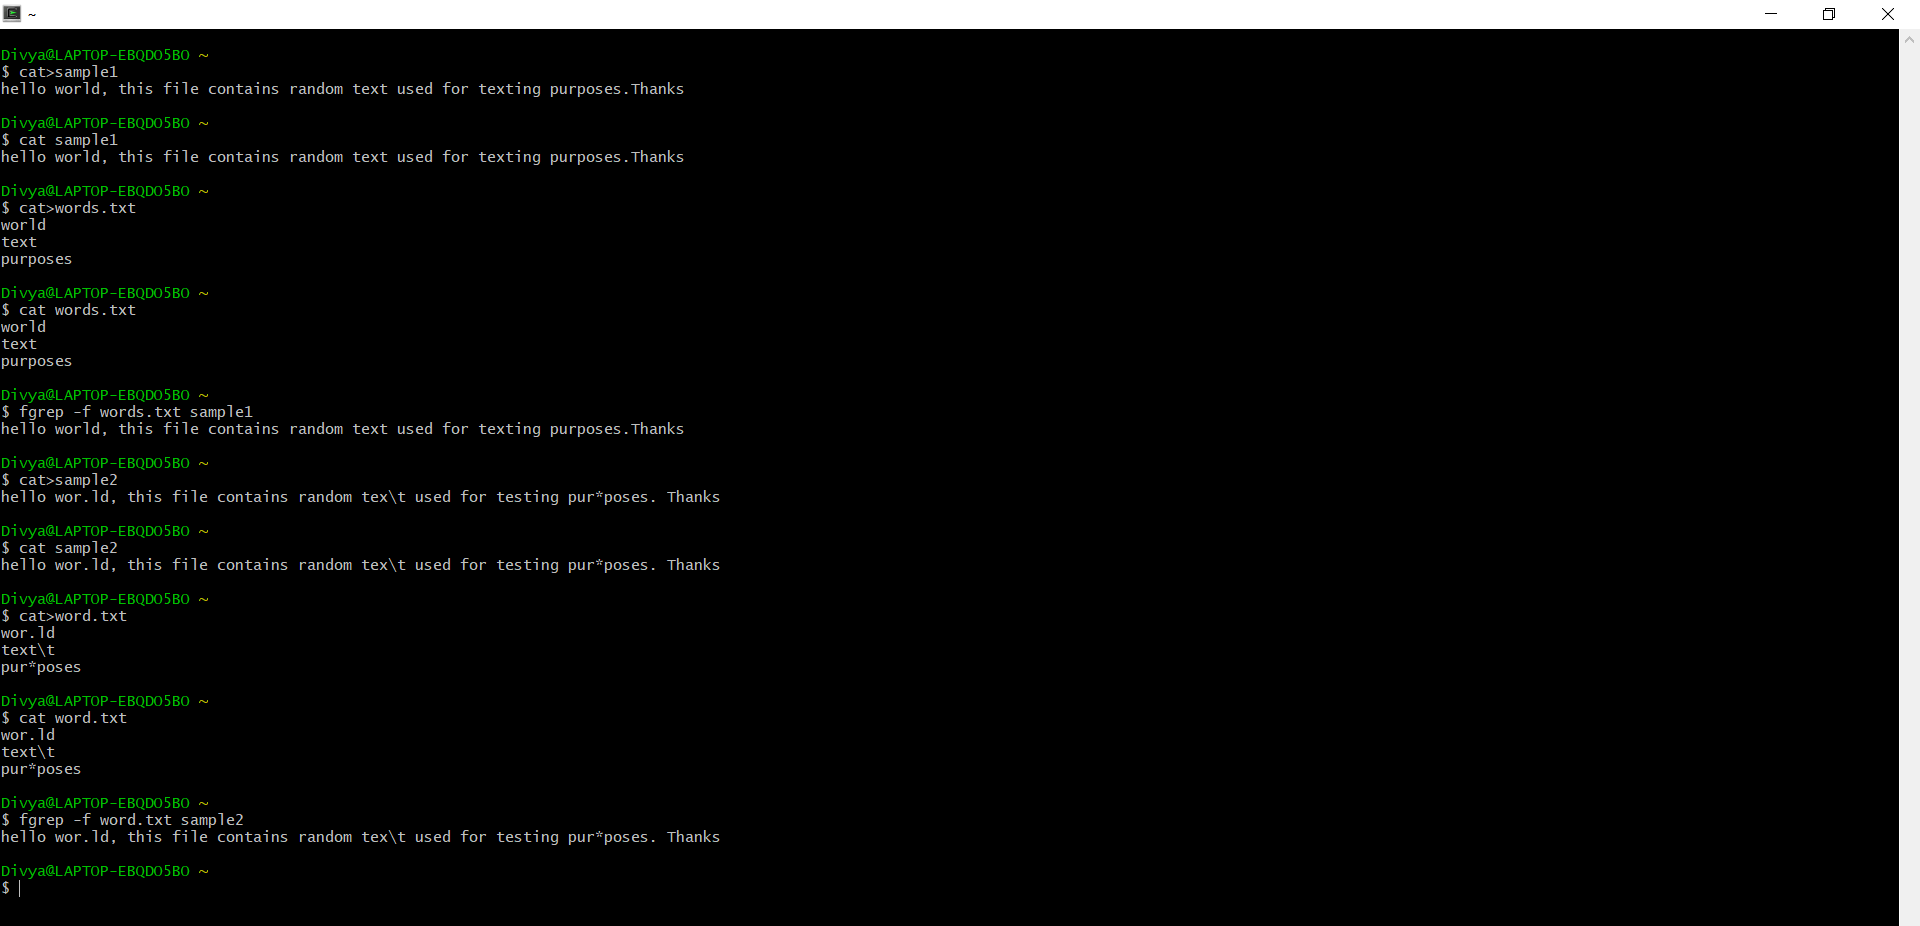 ~
Divya@LAPTOP-EBQDO5BO ~
$ cat>sample1
hello world, this file contains random text used for texting purposes.Thanks
Divya@LAPTOP-EBQDO5BO ~
$ cat sample1
hello world, this file contains random text used for texting purposes.Thanks
Divya@LAPTOP-EBQDO5BO ~
$ cat>words.txt
world
text
purposes
Divya@LAPTOP-EBQDO5BO ~
$ cat words.txt
world
text
purposes
Divya@LAPTOP-EBQDO5BO ~
$ fgrep -f words.txt sample1
hello world, this file contains random text used for texting purposes.Thanks
Divya@LAPTOP-EBQDO5BO ~
$ cat>sample2
hello wor.ld, this file contains random tex\t used for testing pur*poses. Thanks
Divya@LAPTOP-EBQDO5BO ~
$ cat sample2
hello wor.ld, this file contains random tex\t used for testing pur*poses. Thanks
Divya@LAPTOP-EBQDO5BO ~
$ cat>word.txt
wor.ld
text\t
pur*poses
Divya@LAPTOP-EBQDO5BO ~
$ cat word.txt
wor.ld
text\t
pur*poses
Divya@LAPTOP-EBQDO5BO ~
$ fgrep -f word.txt sample2
hello wor.ld, this file contains random tex\t used for testing pur*poses. Thanks
Divya@LAPTOP-EBQDO5BO ~
$